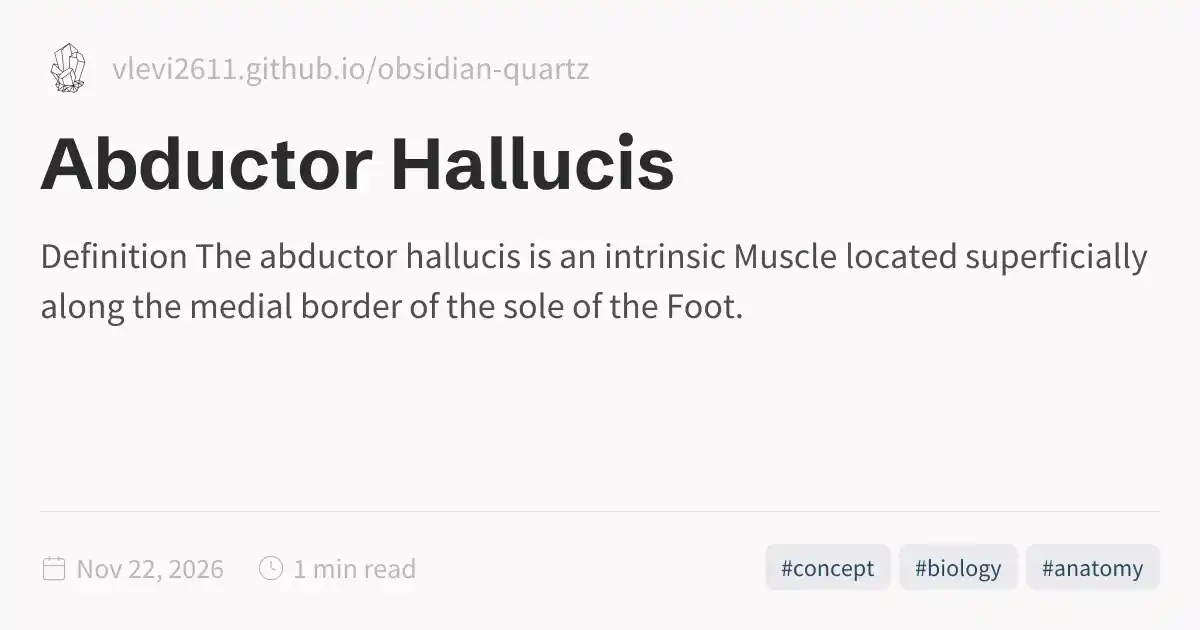 vlevi2611.github.io/obsidian-quartz
Abductor Hallucis
Definition The abductor hallucis is an intrinsic Muscle located superficially
along the medial border of the sole of the Foot.
Nov 22, 2026 1 min read #concept #biology #anatomy